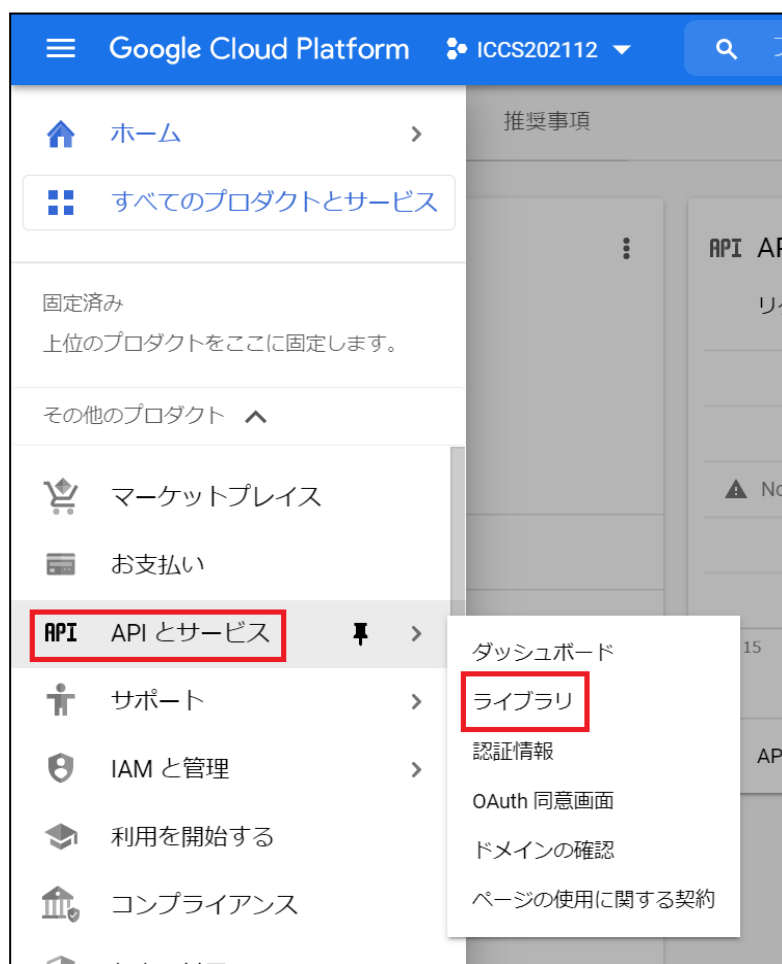 Google Cloud Platform ICCS202112
ホーム
推奨事項
すべてのプロダクトとサービス
API
固定済み
上位のプロダクトをここに固定します。
その他のプロダクト
マーケットプレイス
お支払い
API API とサービス
ダッシュボード
15
サポート
ライブラリ
認証情報
IAM と管理
OAuth 同意画面
利用を開始する
ドメインの確認
コンプライアンス
ページの使用に関する契約